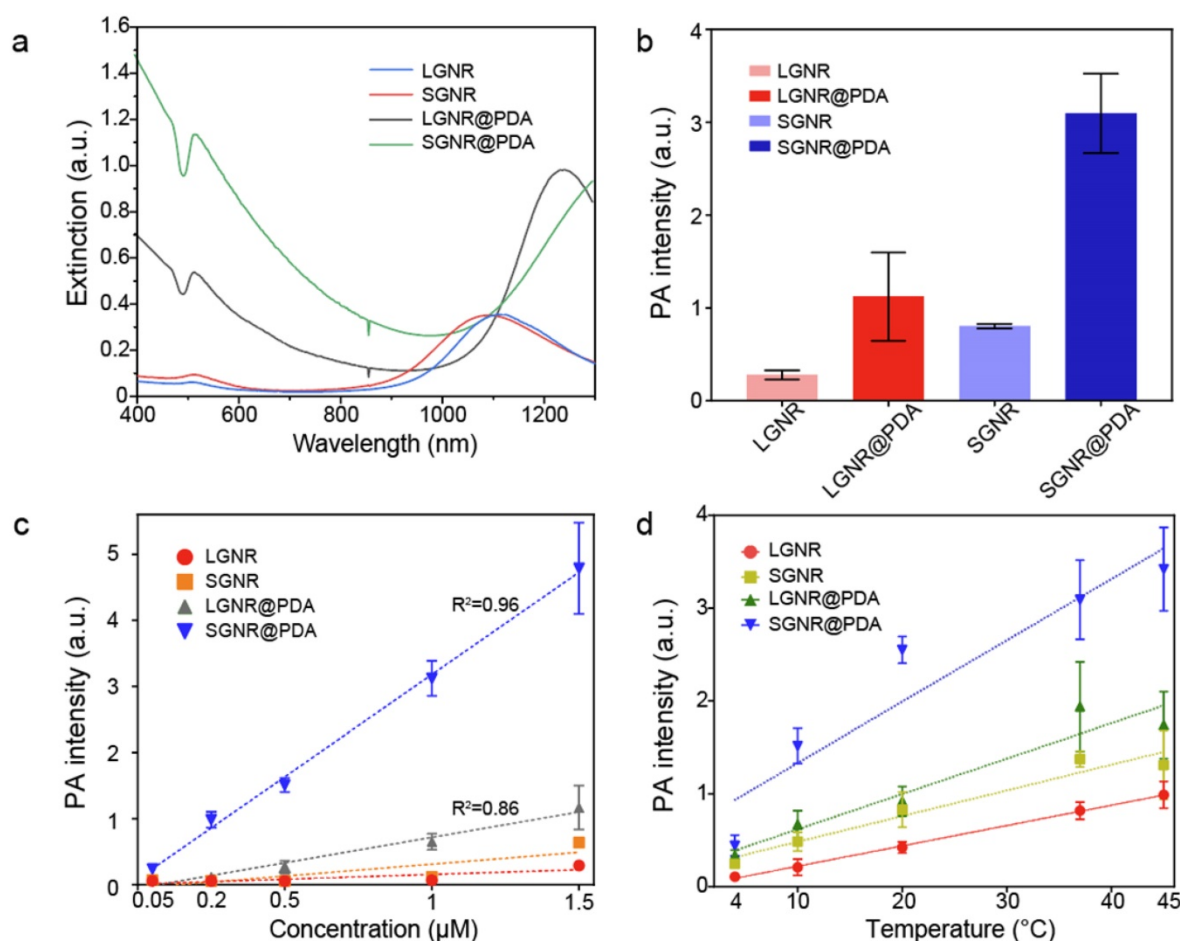 a
1.6
1.4
1.2
1.0
0.8
0.6
0.4
0.2
0
Extinction (a.u.)
LGNR
SGNR
LGNR@PDA
SGNR@PDA
400
600
800
1000
1200
Wavelength (nm)
b
4
3
2
1
0
PA intensity (a.u.)
LGNR
LGNR@PDA
SGNR
SGNR@PDA
LGNR
LGNR@PDA
SGNR
SGNR@PDA
c
5
4
3
2
1
0
PA intensity (a.u.)
LGNR
SGNR
LGNR@PDA
SGNR@PDA
R²=0.96
R²=0.86
0.05
0.2
0.5
1
1.5
Concentration (µM)
d
4
3
2
1
0
PA intensity (a.u.)
LGNR
SGNR
LGNR@PDA
SGNR@PDA
4
10
20
30
40
45
Temperature (°C)